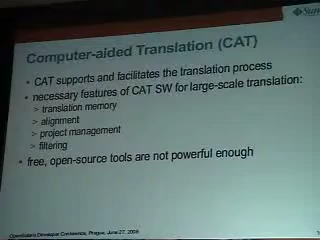 Sun
Computer-aided Translation (CAT)
• CAT supports and facilitates the translation process
• necessary features of CAT SW for large-scale translation:
> translation memory
> alignment
> project management
> filtering
• free, open-source tools are not powerful enough
OpenSolaris Developer Conference, Prague, June 27, 2008